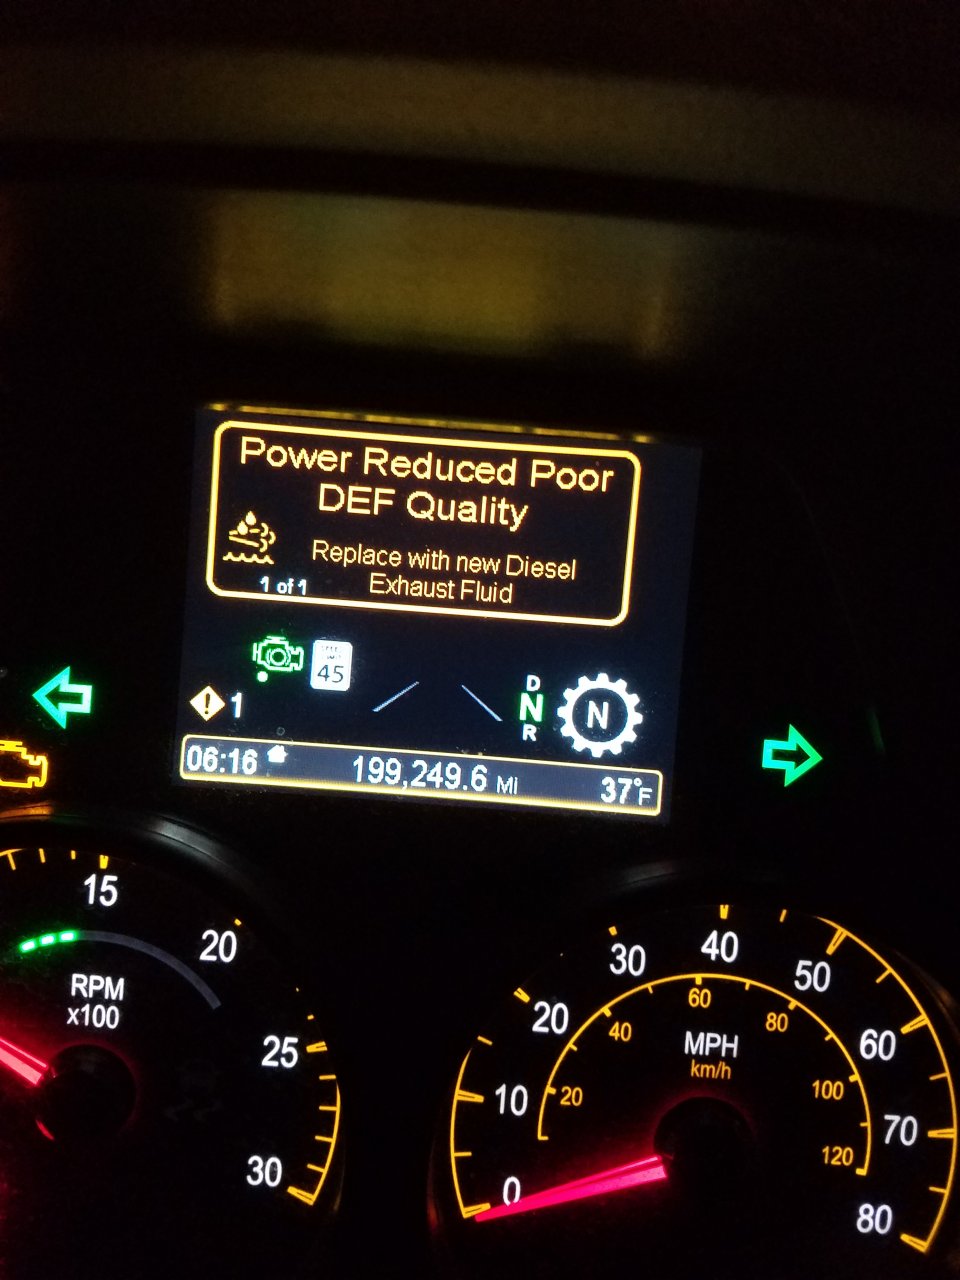 Power Reduced Poor
DEF Quality
Replace with new Diesel
Exhaust Fluid
1 of 1
45
1
D
N
R
N
06:16
199,249.6 MI
37°F
15
20
25
30
RPM
x100
0
10
20
30
40
50
60
70
80
20
40
60
80
100
120
MPH
km/h